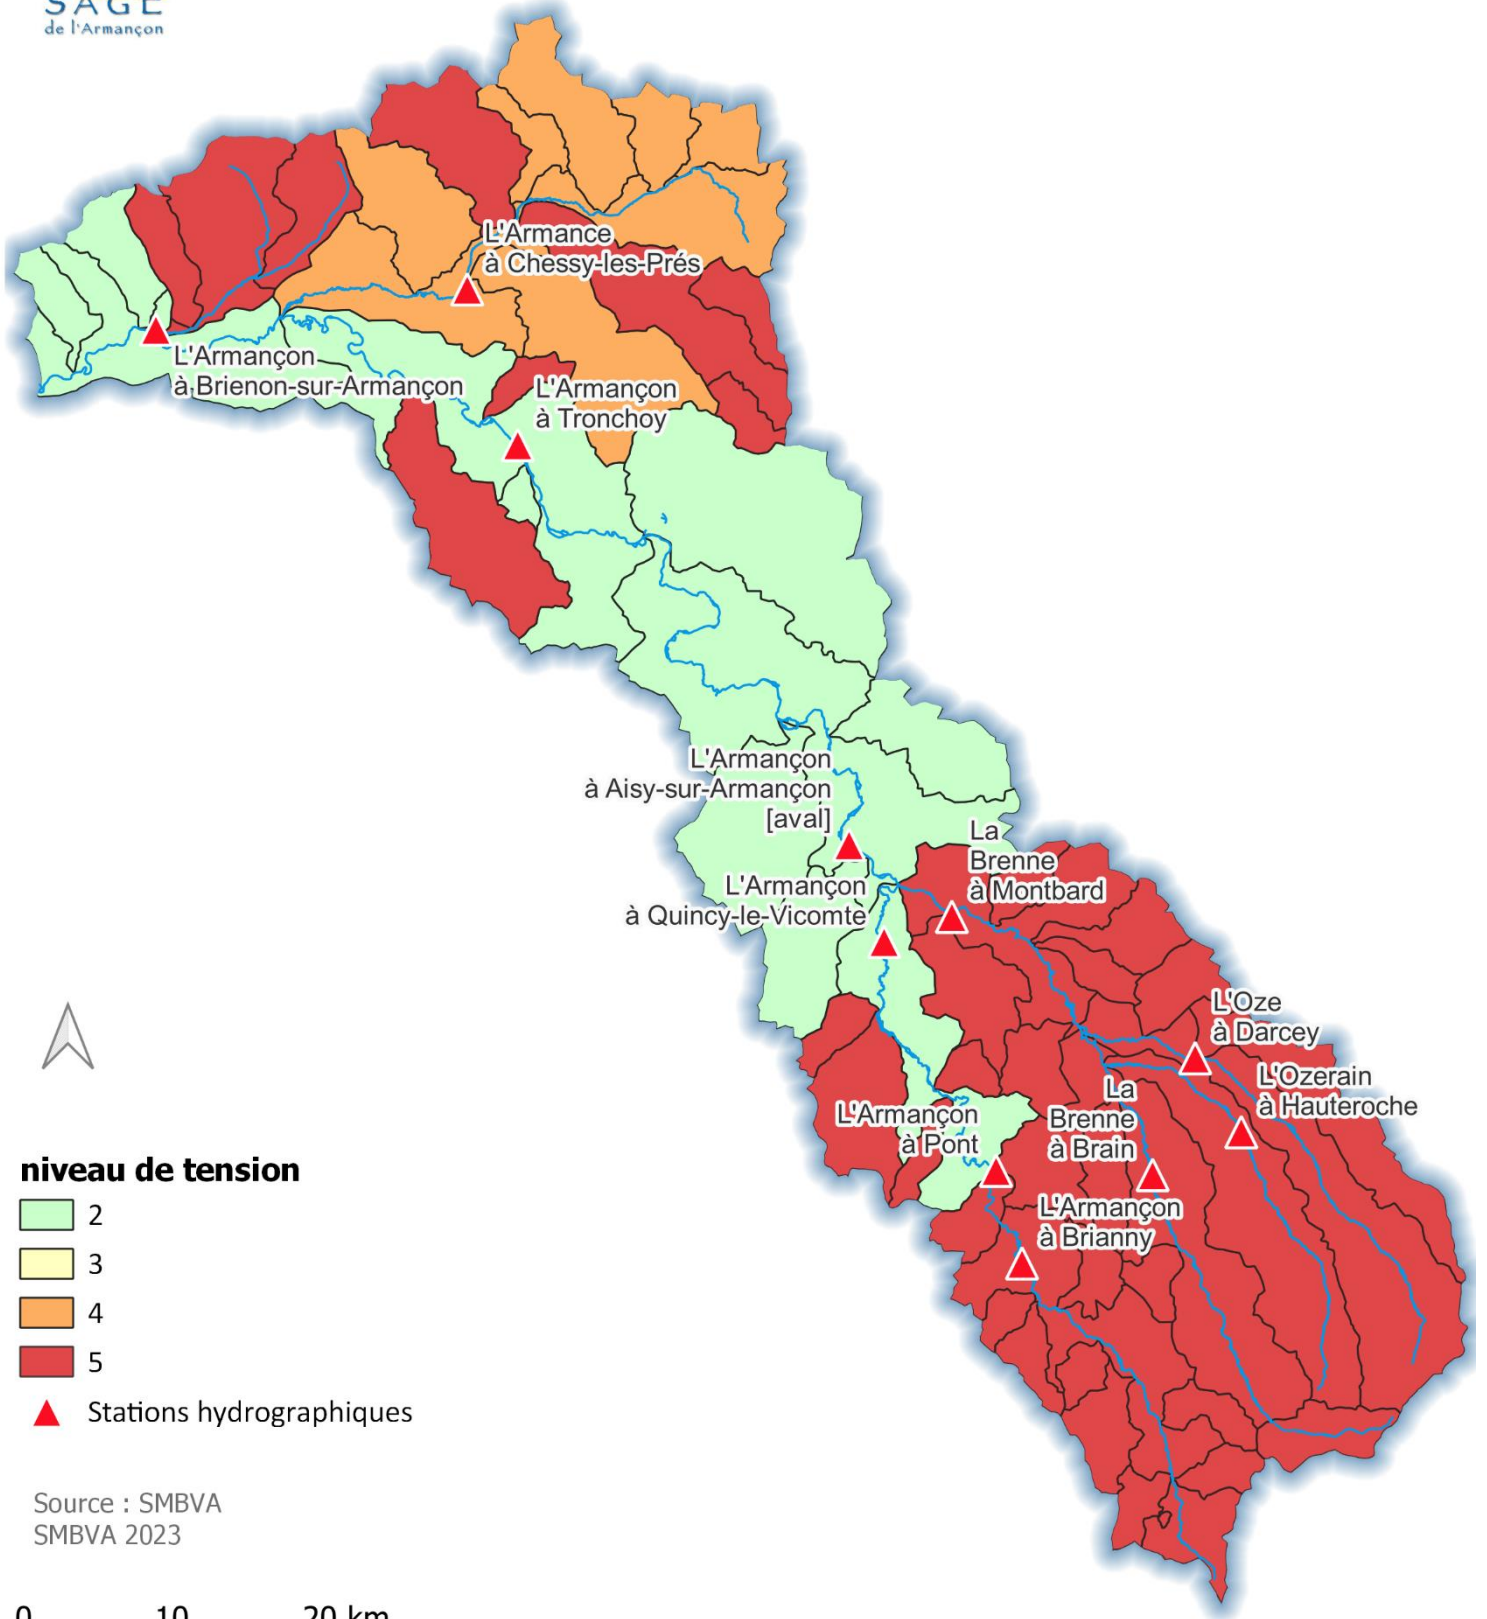 SAGE
de l'Armançon
L'Armance
à Chessy-les-Prés
L'Armançon
à Brienon-sur-Armançon
L'Armançon
à Tronchoy
L'Armançon
à Aisy-sur-Armançon
[aval]
La
Brenne
à Montbard
L'Armançon
à Quincy-le-Vicomte
L'Oze
à Darcey
L'Ozerain
à Hauteroche
La
Brenne
à Brain
L'Armançon
à Pont
L'Armançon
à Brianny
niveau de tension
2
3
4
5
Stations hydrographiques
Source : SMBVA
SMBVA 2023
0 10 20 km